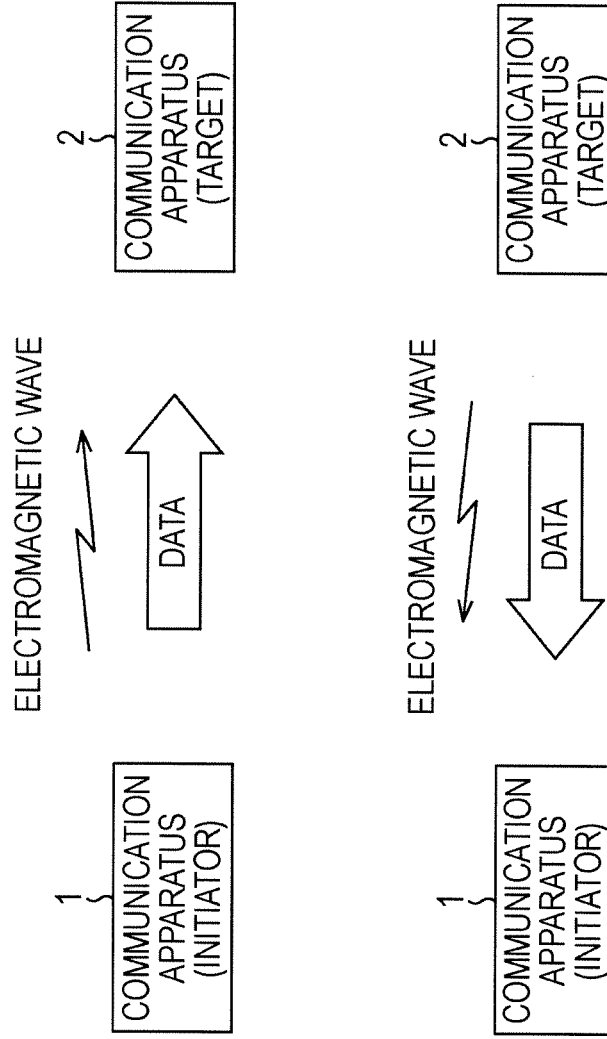 ELECTROMAGNETIC WAVE
1
COMMUNICATION
APPARATUS
(INITIATOR)
DATA
2
COMMUNICATION
APPARATUS
(TARGET)
ELECTROMAGNETIC WAVE
1
COMMUNICATION
APPARATUS
(INITIATOR)
DATA
2
COMMUNICATION
APPARATUS
(TARGET)